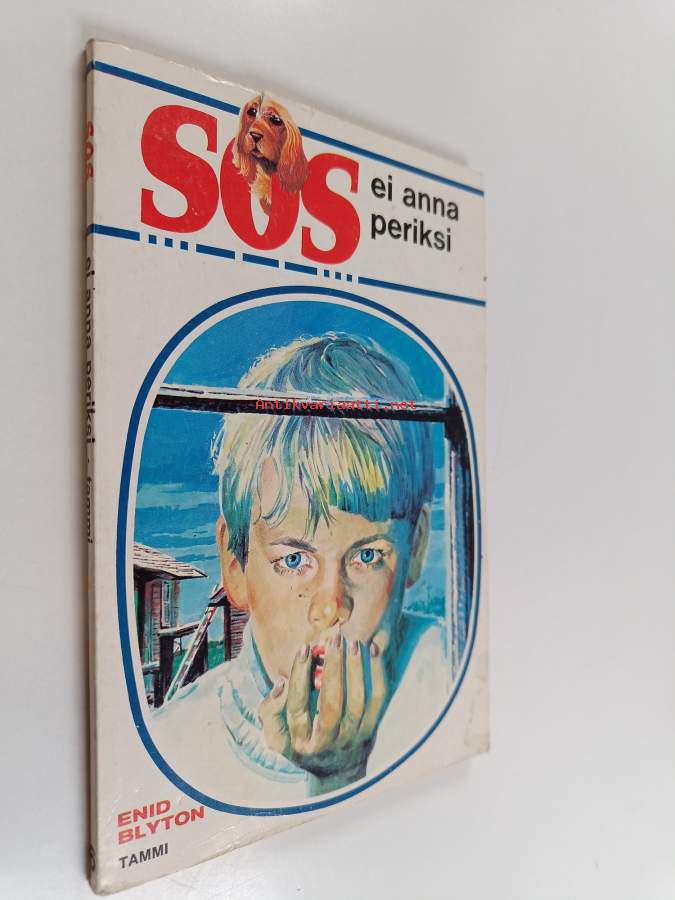 SOS
ei anna
periksi
Antikvariaatti.net
ENID
BLYTON
TAMMI
SOS ei anna periksi • tammi